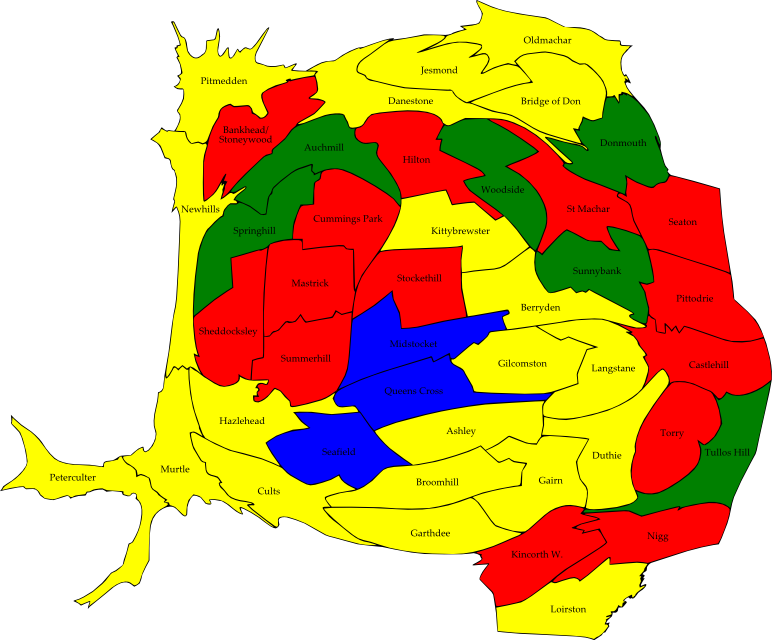 Oldmachar
Jesmond
Pitmedden
Danestone
Bridge of Don
Bankhead/
Stoneywood
Donmouth
Auchmill
Hilton
Woodside
Newhills
St Machar
Cummings Park
Seaton
Springhill
Kittybrewster
Sunnybank
Stockethill
Mastrick
Pittodrie
Berryden
Sheddocksley
Midstocket
Summerhill
Gilcomston
Langstane
Castlehill
Queens Cross
Hazlehead
Ashley
Torry
Seafield
Tullos Hill
Duthie
Murtle
Peterculter
Gairn
Broomhill
Cults
Garthdee
Nigg
Kincorth W.
Loirston